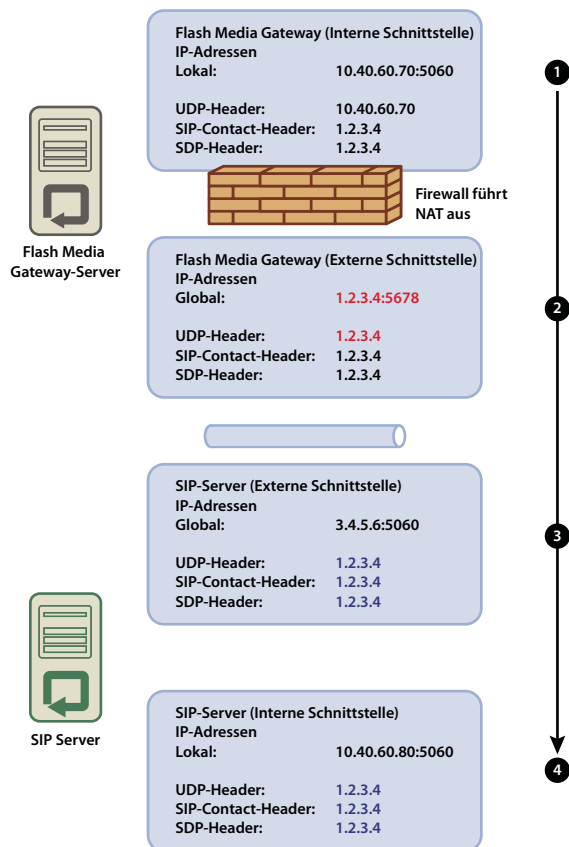 Flash Media Gateway (Interne Schnittstelle)
IP-Adressen
Lokal: 10.40.60.70:5060
UDP-Header: 10.40.60.70
SIP-Contact-Header: 1.2.3.4
SDP-Header: 1.2.3.4
1
Firewall führt
NAT aus
Flash Media
Gateway-Server
Flash Media Gateway (Externe Schnittstelle)
IP-Adressen
Global: 1.2.3.4:5678
UDP-Header: 1.2.3.4
SIP-Contact-Header: 1.2.3.4
SDP-Header: 1.2.3.4
2
SIP-Server (Externe Schnittstelle)
IP-Adressen
Global: 3.4.5.6:5060
UDP-Header: 1.2.3.4
SIP-Contact-Header: 1.2.3.4
SDP-Header: 1.2.3.4
3
SIP Server
SIP-Server (Interne Schnittstelle)
IP-Adressen
Lokal: 10.40.60.80:5060
UDP-Header: 1.2.3.4
SIP-Contact-Header: 1.2.3.4
SDP-Header: 1.2.3.4
4